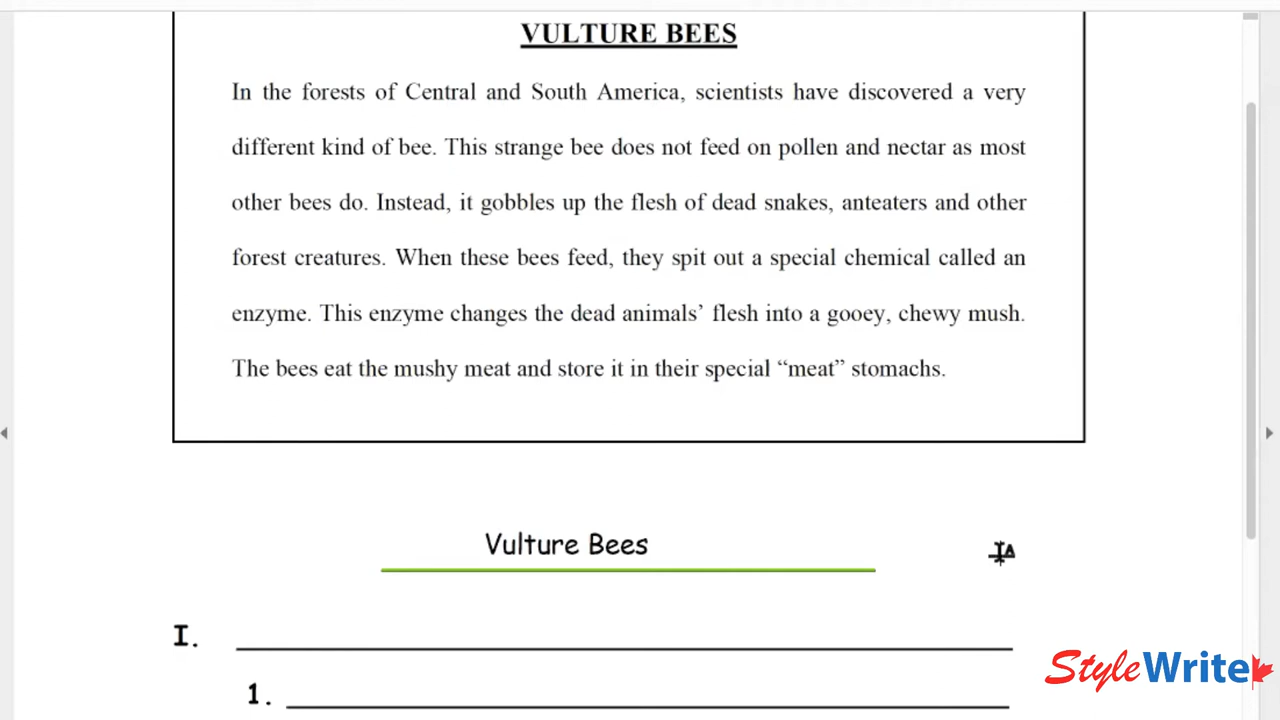 VULTURE BEES
In the forests of Central and South America, scientists have discovered a very
different kind of bee. This strange bee does not feed on pollen and nectar as most
other bees do. Instead, it gobbles up the flesh of dead snakes, anteaters and other
forest creatures. When these bees feed, they spit out a special chemical called an
enzyme. This enzyme changes the dead animals’ flesh into a gooey, chewy mush.
The bees eat the mushy meat and store it in their special “meat” stomachs.
Vulture Bees
I.
1.
StyleWrite